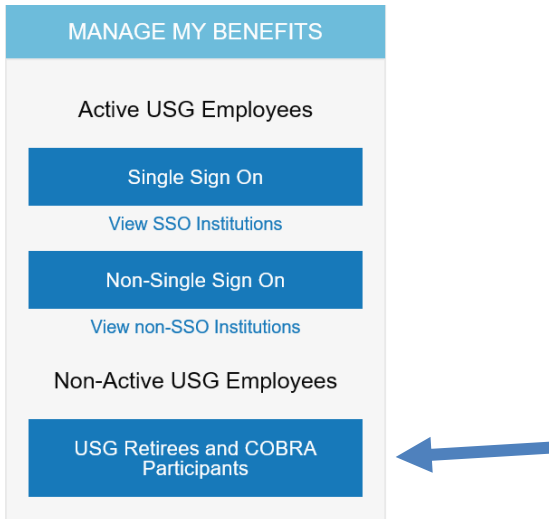 MANAGE MY BENEFITS
Active USG Employees
Single Sign On
View SSO Institutions
Non-Single Sign On
View non-SSO Institutions
Non-Active USG Employees
USG Retirees and COBRA
Participants